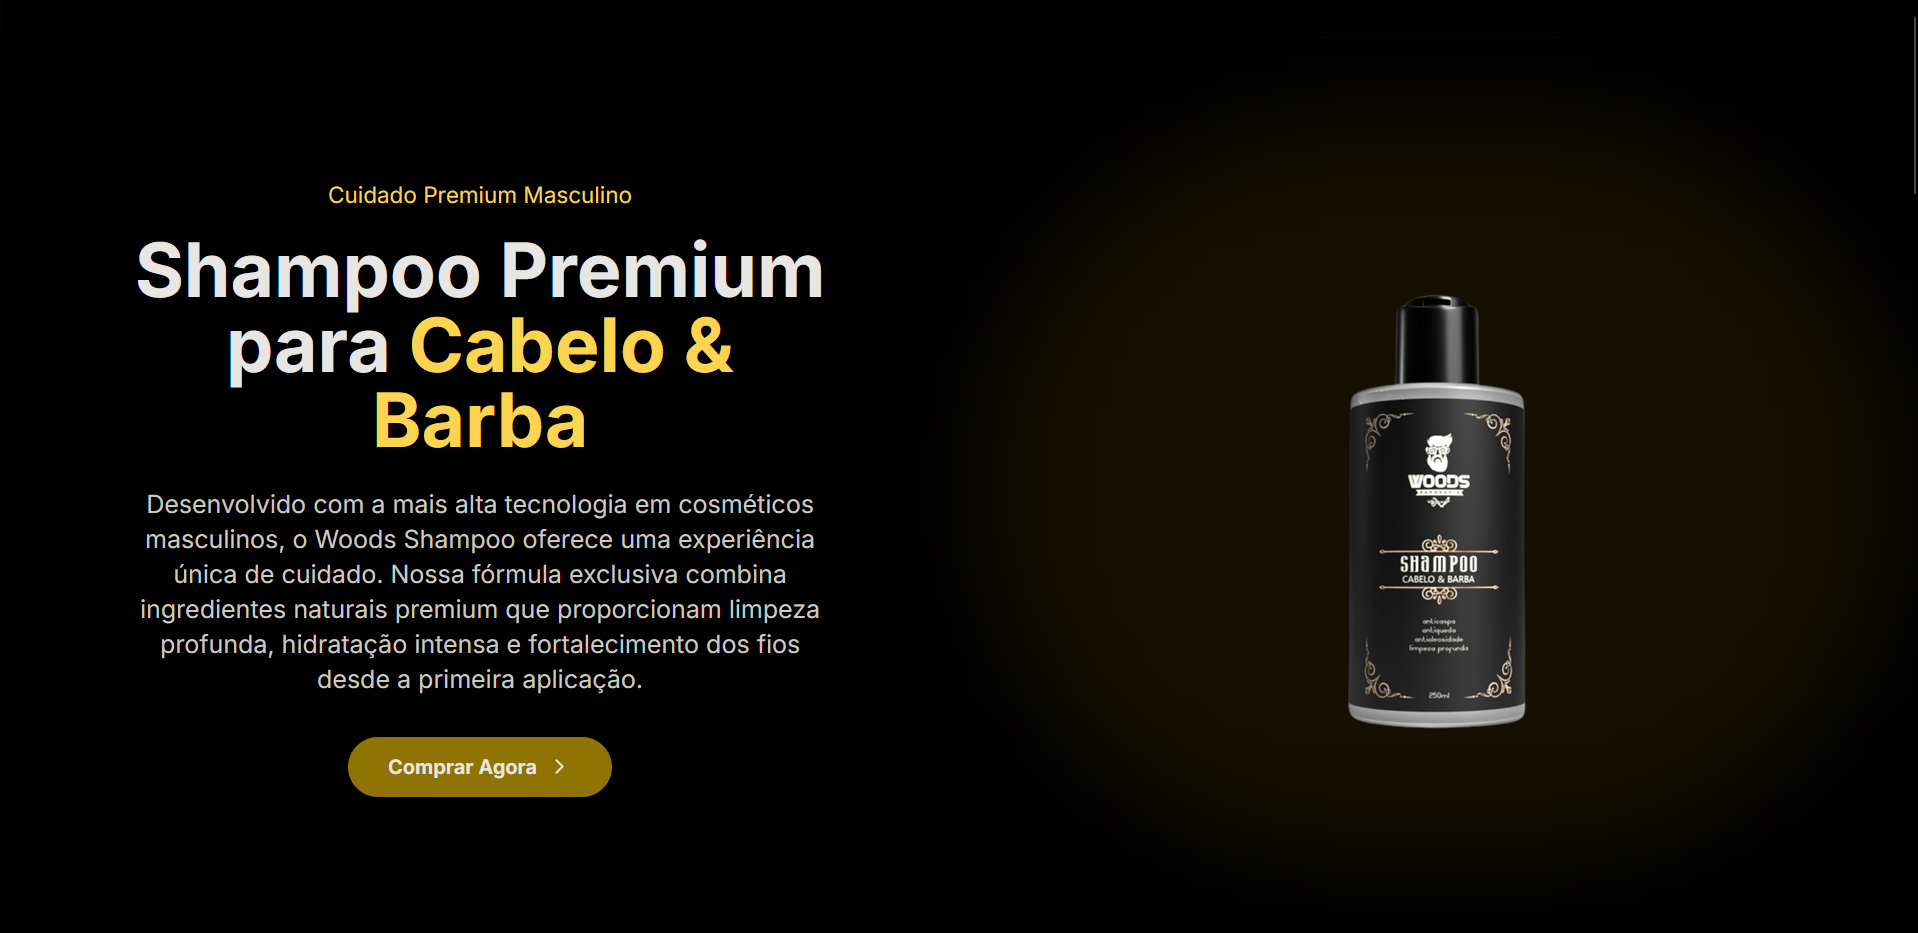 Cuidado Premium Masculino
Shampoo Premium
para Cabelo &
Barba
Desenvolvido com a mais alta tecnologia em cosméticos
masculinos, o Woods Shampoo oferece uma experiência
única de cuidado. Nossa fórmula exclusiva combina
ingredientes naturais premium que proporcionam limpeza
profunda, hidratação intensa e fortalecimento dos fios
desde a primeira aplicação.
Comprar Agora
WOODS
SHAMPOO
CABELO & BARBA
anticaspa
antiqueda
antioleosidade
limpeza profunda
250ml